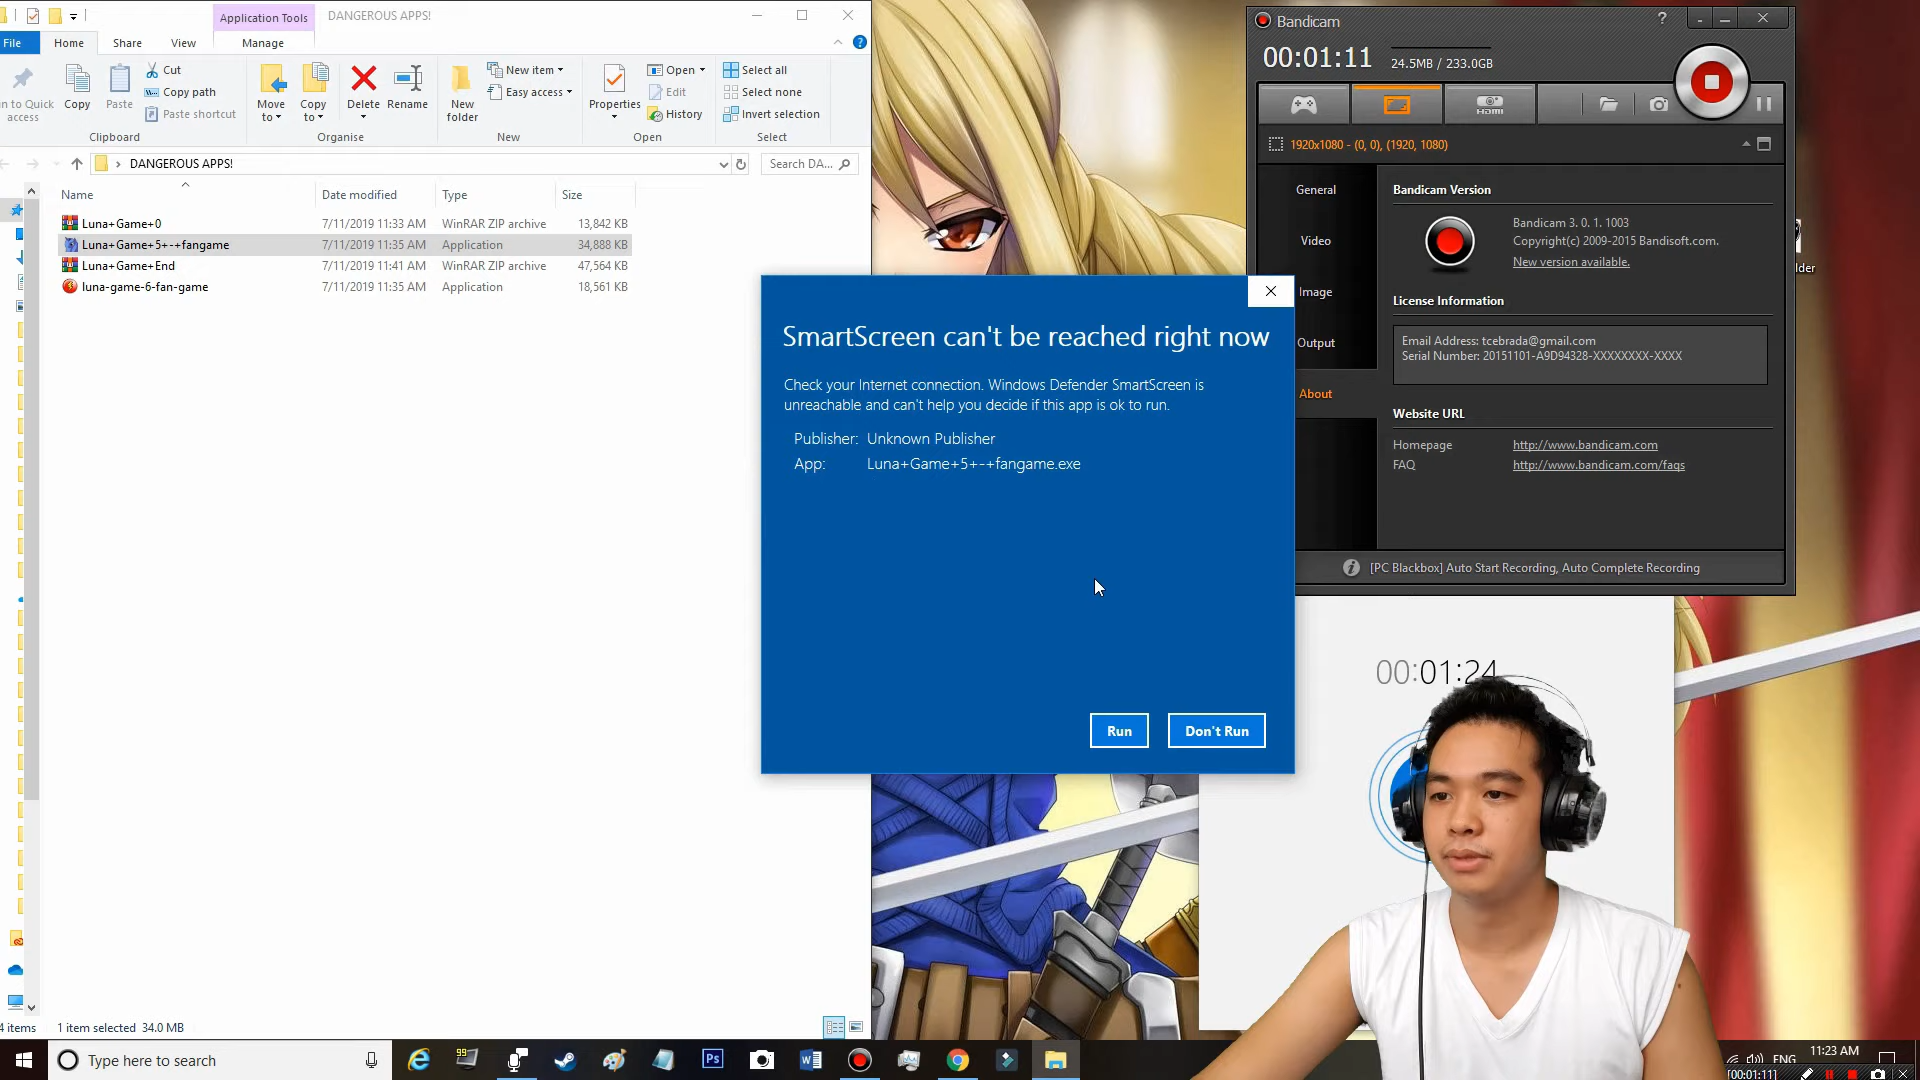 Application Tools
DANGEROUS APPS!
File
Home
Share
View
Manage
Copy
Paste
Cut
Copy path
Paste shortcut
Clipboard
Move to
Copy to
Delete
Rename
Organise
New folder
New item
Easy access
New
Properties
Open
Edit
History
Open
Select all
Select none
Invert selection
Select
DANGEROUS APPS!
Search DA...
Name
Date modified
Type
Size
Luna+Game+0 7/11/2019 11:33 AM WinRAR ZIP archive 13,842 KB
Luna+Game+5+-+fangame 7/11/2019 11:35 AM Application 34,888 KB
Luna+Game+End 7/11/2019 11:41 AM WinRAR ZIP archive 47,564 KB
luna-game-6-fan-game 7/11/2019 11:35 AM Application 18,561 KB
4 items 1 item selected 34.0 MB
SmartScreen can't be reached right now
Check your Internet connection. Windows Defender SmartScreen is
unreachable and can't help you decide if this app is ok to run.
Publisher: Unknown Publisher
App: Luna+Game+5+-+fangame.exe
Run
Don't Run
Bandicam
00:01:11
24.5MB / 233.0GB
HDMI
1920x1080 - (0, 0), (1920, 1080)
General
Video
Image
Output
About
Bandicam Version
Bandicam 3. 0. 1. 1003
Copyright(c) 2009-2015 Bandisoft.com.
New version available.
License Information
Email Address: tcebrada@gmail.com
Serial Number: 20151101-A9D94328-XXXXXXXX-XXXX
Website URL
Homepage http://www.bandicam.com
FAQ http://www.bandicam.com/faqs
[PC Blackbox] Auto Start Recording, Auto Complete Recording
00:01:24
Type here to search
99
Ps
ENG
11:23 AM
[00:01:11]